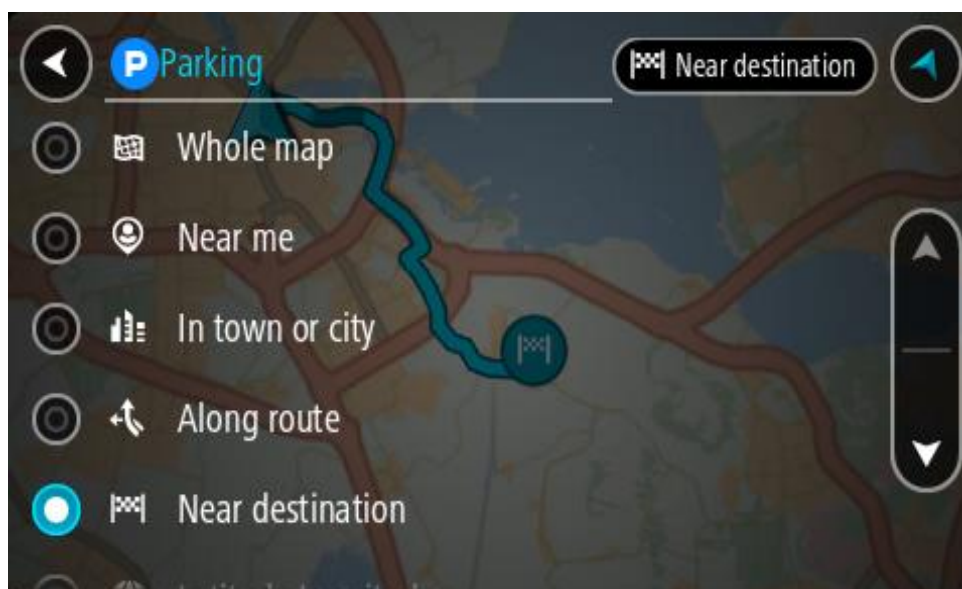 P Parking
Near destination
Whole map
Near me
In town or city
Along route
Near destination